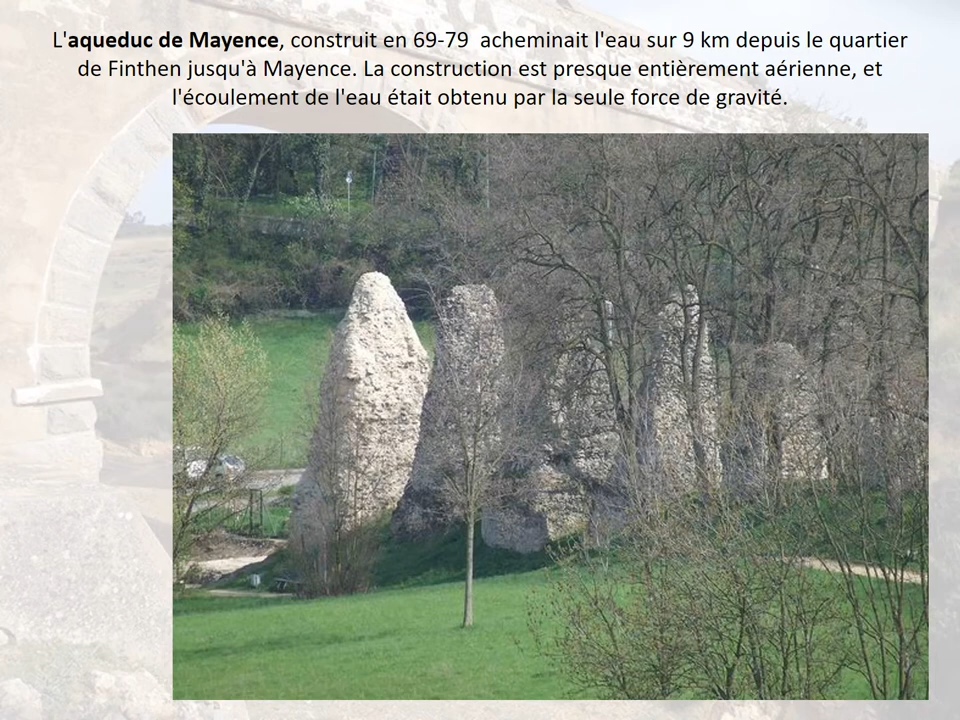 L'aqueduc de Mayence, construit en 69-79  acheminait l'eau sur 9 km depuis le quartier
de Finthen jusqu'à Mayence. La construction est presque entièrement aérienne, et
l'écoulement de l'eau était obtenu par la seule force de gravité.